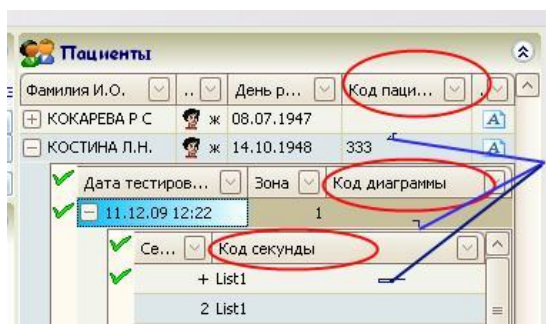 Пациенты
Фамилия И.О. .. День р... Код паци... .
КОКАРЕВА Р С ж 08.07.1947 A
КОСТИНА Л.Н. ж 14.10.1948 333 A
Дата тестиров... Зона Код диаграммы
11.12.09 12:22 1
Се... Код секунды
+ List1
2 List1